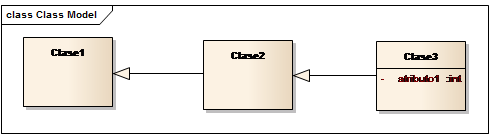 class Class Model
Clase1
Clase2
Clase3
- atributo1 :int